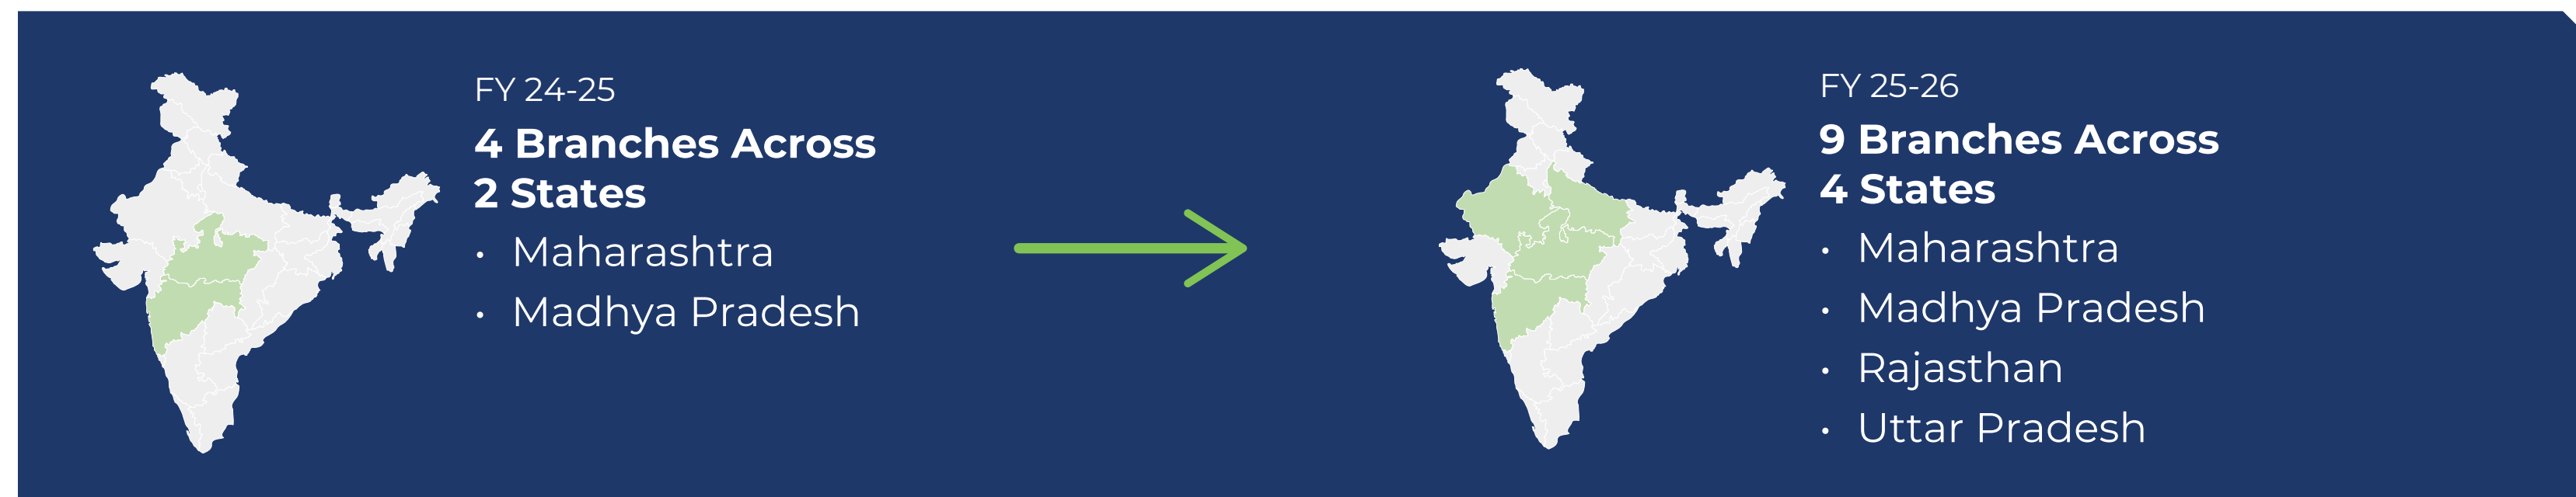 FY 24-25
4 Branches Across
2 States
• Maharashtra
• Madhya Pradesh
FY 25-26
9 Branches Across
4 States
• Maharashtra
• Madhya Pradesh
• Rajasthan
• Uttar Pradesh